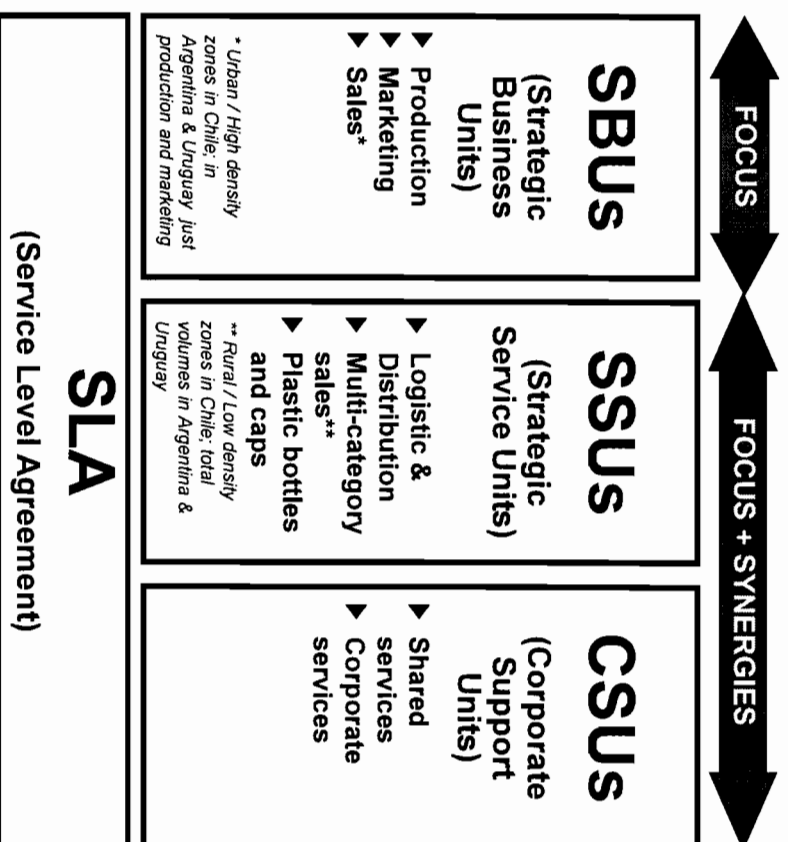 FOCUS
FOCUS + SYNERGIES
SBUs
(Strategic
Business
Units)
▶ Production
▶ Marketing
▶ Sales*
* Urban / High density
zones in Chile; in
Argentina & Uruguay just
production and marketing
SSUs
(Strategic
Service Units)
▶ Logistic &
Distribution
▶ Multi-category
sales**
▶ Plastic bottles
and caps
** Rural / Low density
zones in Chile; total
volumes in Argentina &
Uruguay
CSUs
(Corporate
Support
Units)
▶ Shared
services
▶ Corporate
services
SLA
(Service Level Agreement)